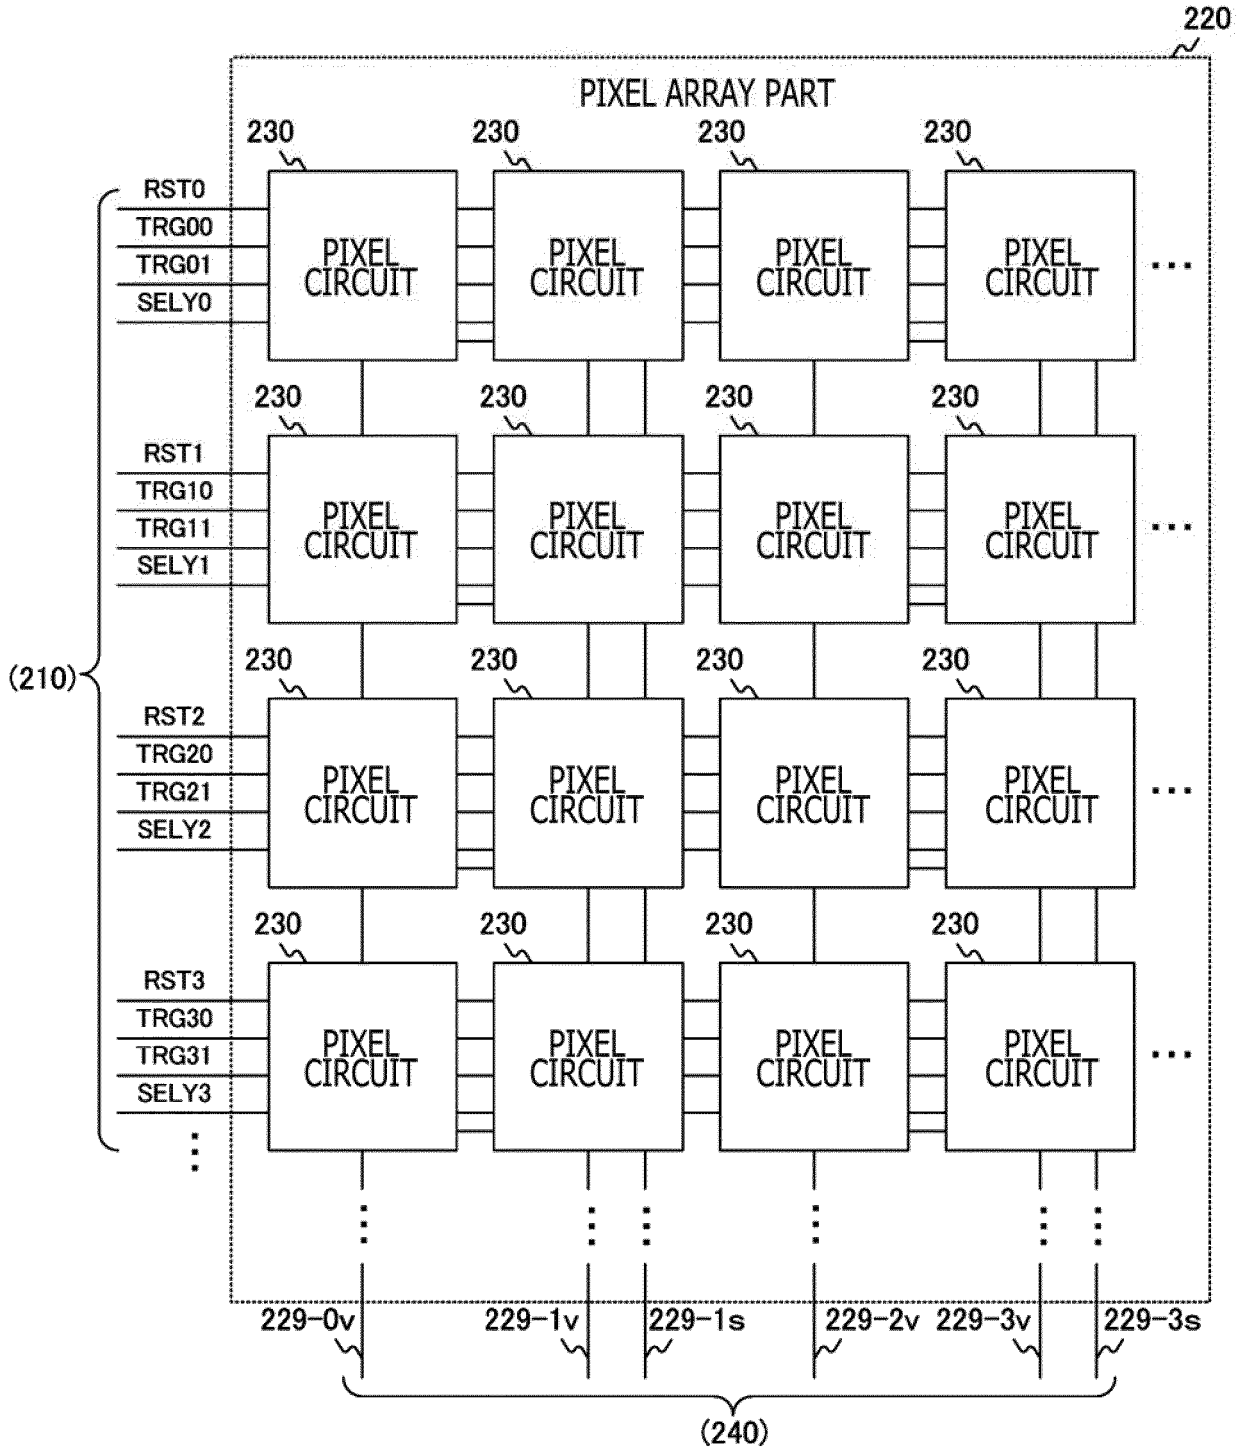 220
PIXEL ARRAY PART
230 230 230 230
RST0
TRG00
TRG01
SELY0
PIXEL CIRCUIT PIXEL CIRCUIT PIXEL CIRCUIT PIXEL CIRCUIT ...
230 230 230 230
RST1
TRG10
TRG11
SELY1
PIXEL CIRCUIT PIXEL CIRCUIT PIXEL CIRCUIT PIXEL CIRCUIT ...
(210)
230 230 230 230
RST2
TRG20
TRG21
SELY2
PIXEL CIRCUIT PIXEL CIRCUIT PIXEL CIRCUIT PIXEL CIRCUIT ...
230 230 230 230
RST3
TRG30
TRG31
SELY3
PIXEL CIRCUIT PIXEL CIRCUIT PIXEL CIRCUIT PIXEL CIRCUIT ...
229-0v 229-1v 229-1s 229-2v 229-3v 229-3s
(240)